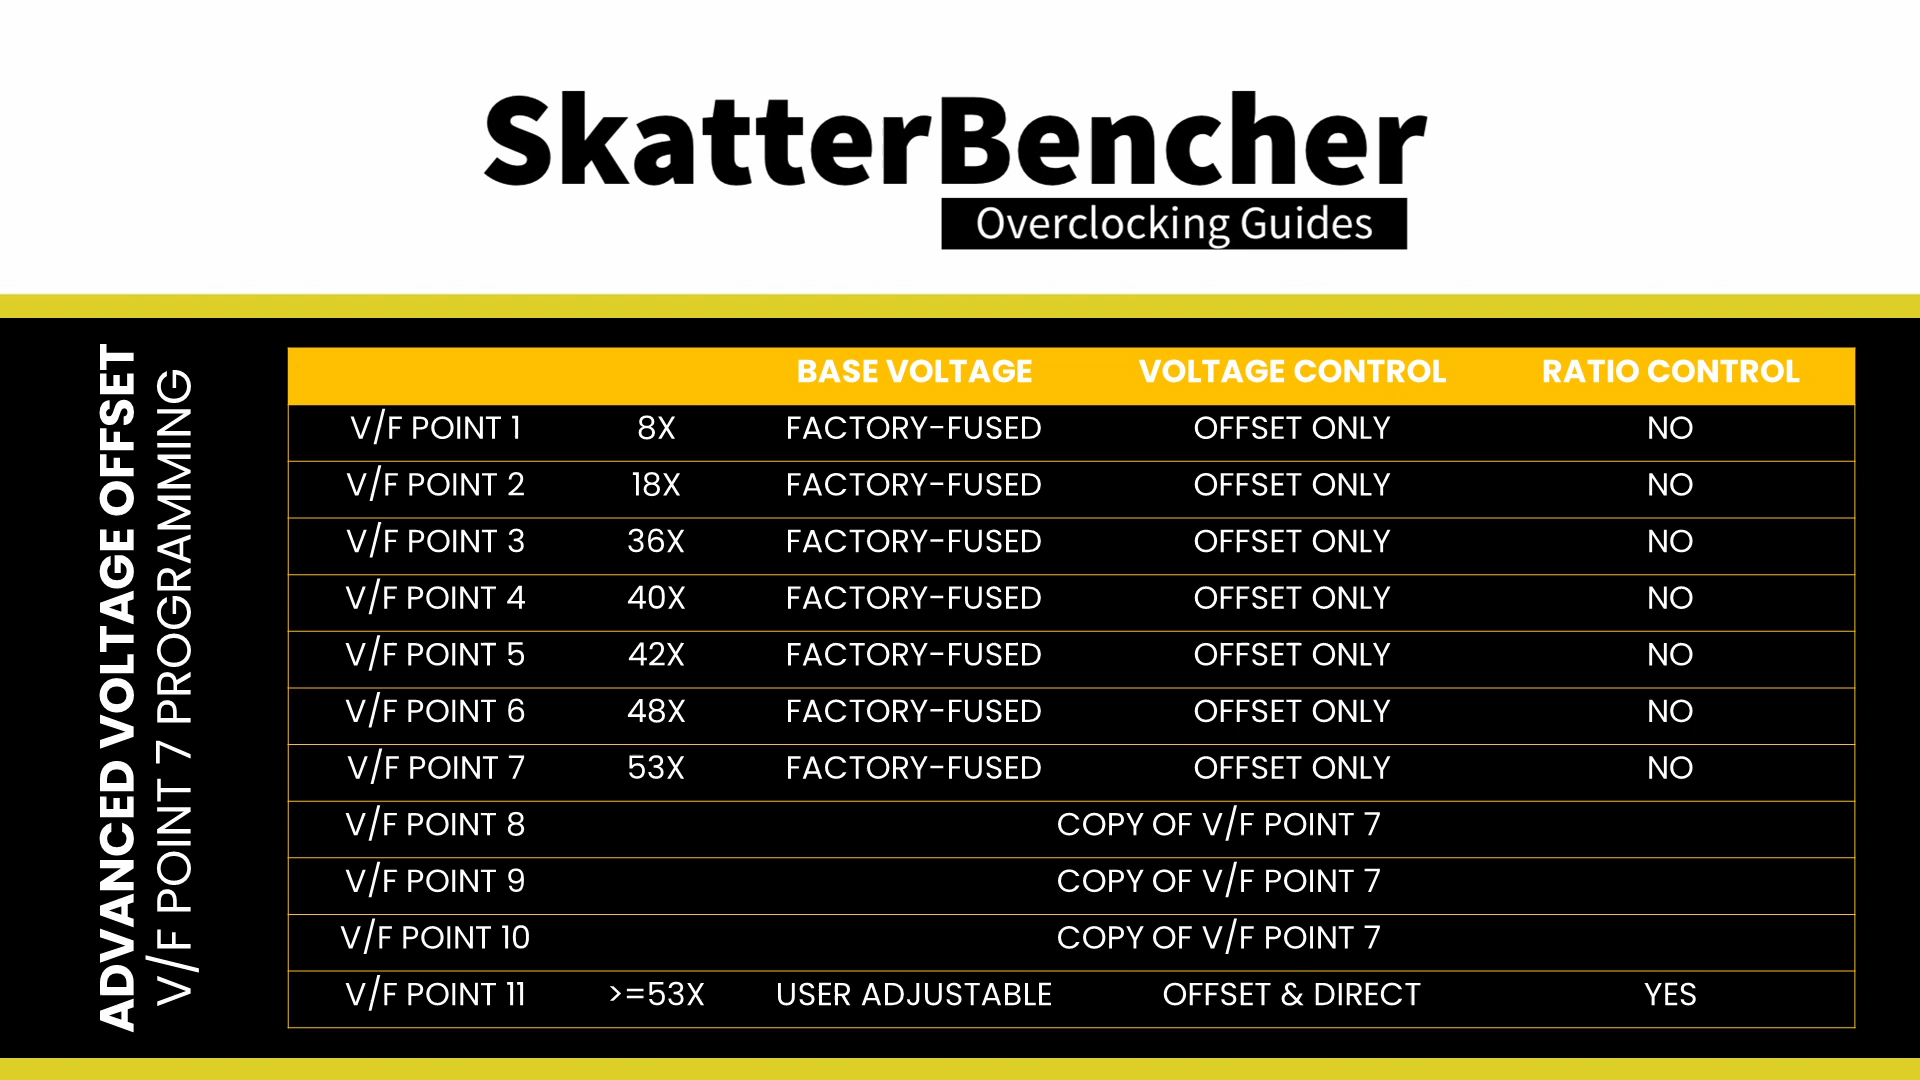 SkatterBencher
Overclocking Guides
ADVANCED VOLTAGE OFFSET
V/F POINT 7 PROGRAMMING
BASE VOLTAGE VOLTAGE CONTROL RATIO CONTROL
V/F POINT 1 8X FACTORY-FUSED OFFSET ONLY NO
V/F POINT 2 18X FACTORY-FUSED OFFSET ONLY NO
V/F POINT 3 36X FACTORY-FUSED OFFSET ONLY NO
V/F POINT 4 40X FACTORY-FUSED OFFSET ONLY NO
V/F POINT 5 42X FACTORY-FUSED OFFSET ONLY NO
V/F POINT 6 48X FACTORY-FUSED OFFSET ONLY NO
V/F POINT 7 53X FACTORY-FUSED OFFSET ONLY NO
V/F POINT 8 COPY OF V/F POINT 7
V/F POINT 9 COPY OF V/F POINT 7
V/F POINT 10 COPY OF V/F POINT 7
V/F POINT 11 >=53X USER ADJUSTABLE OFFSET & DIRECT YES